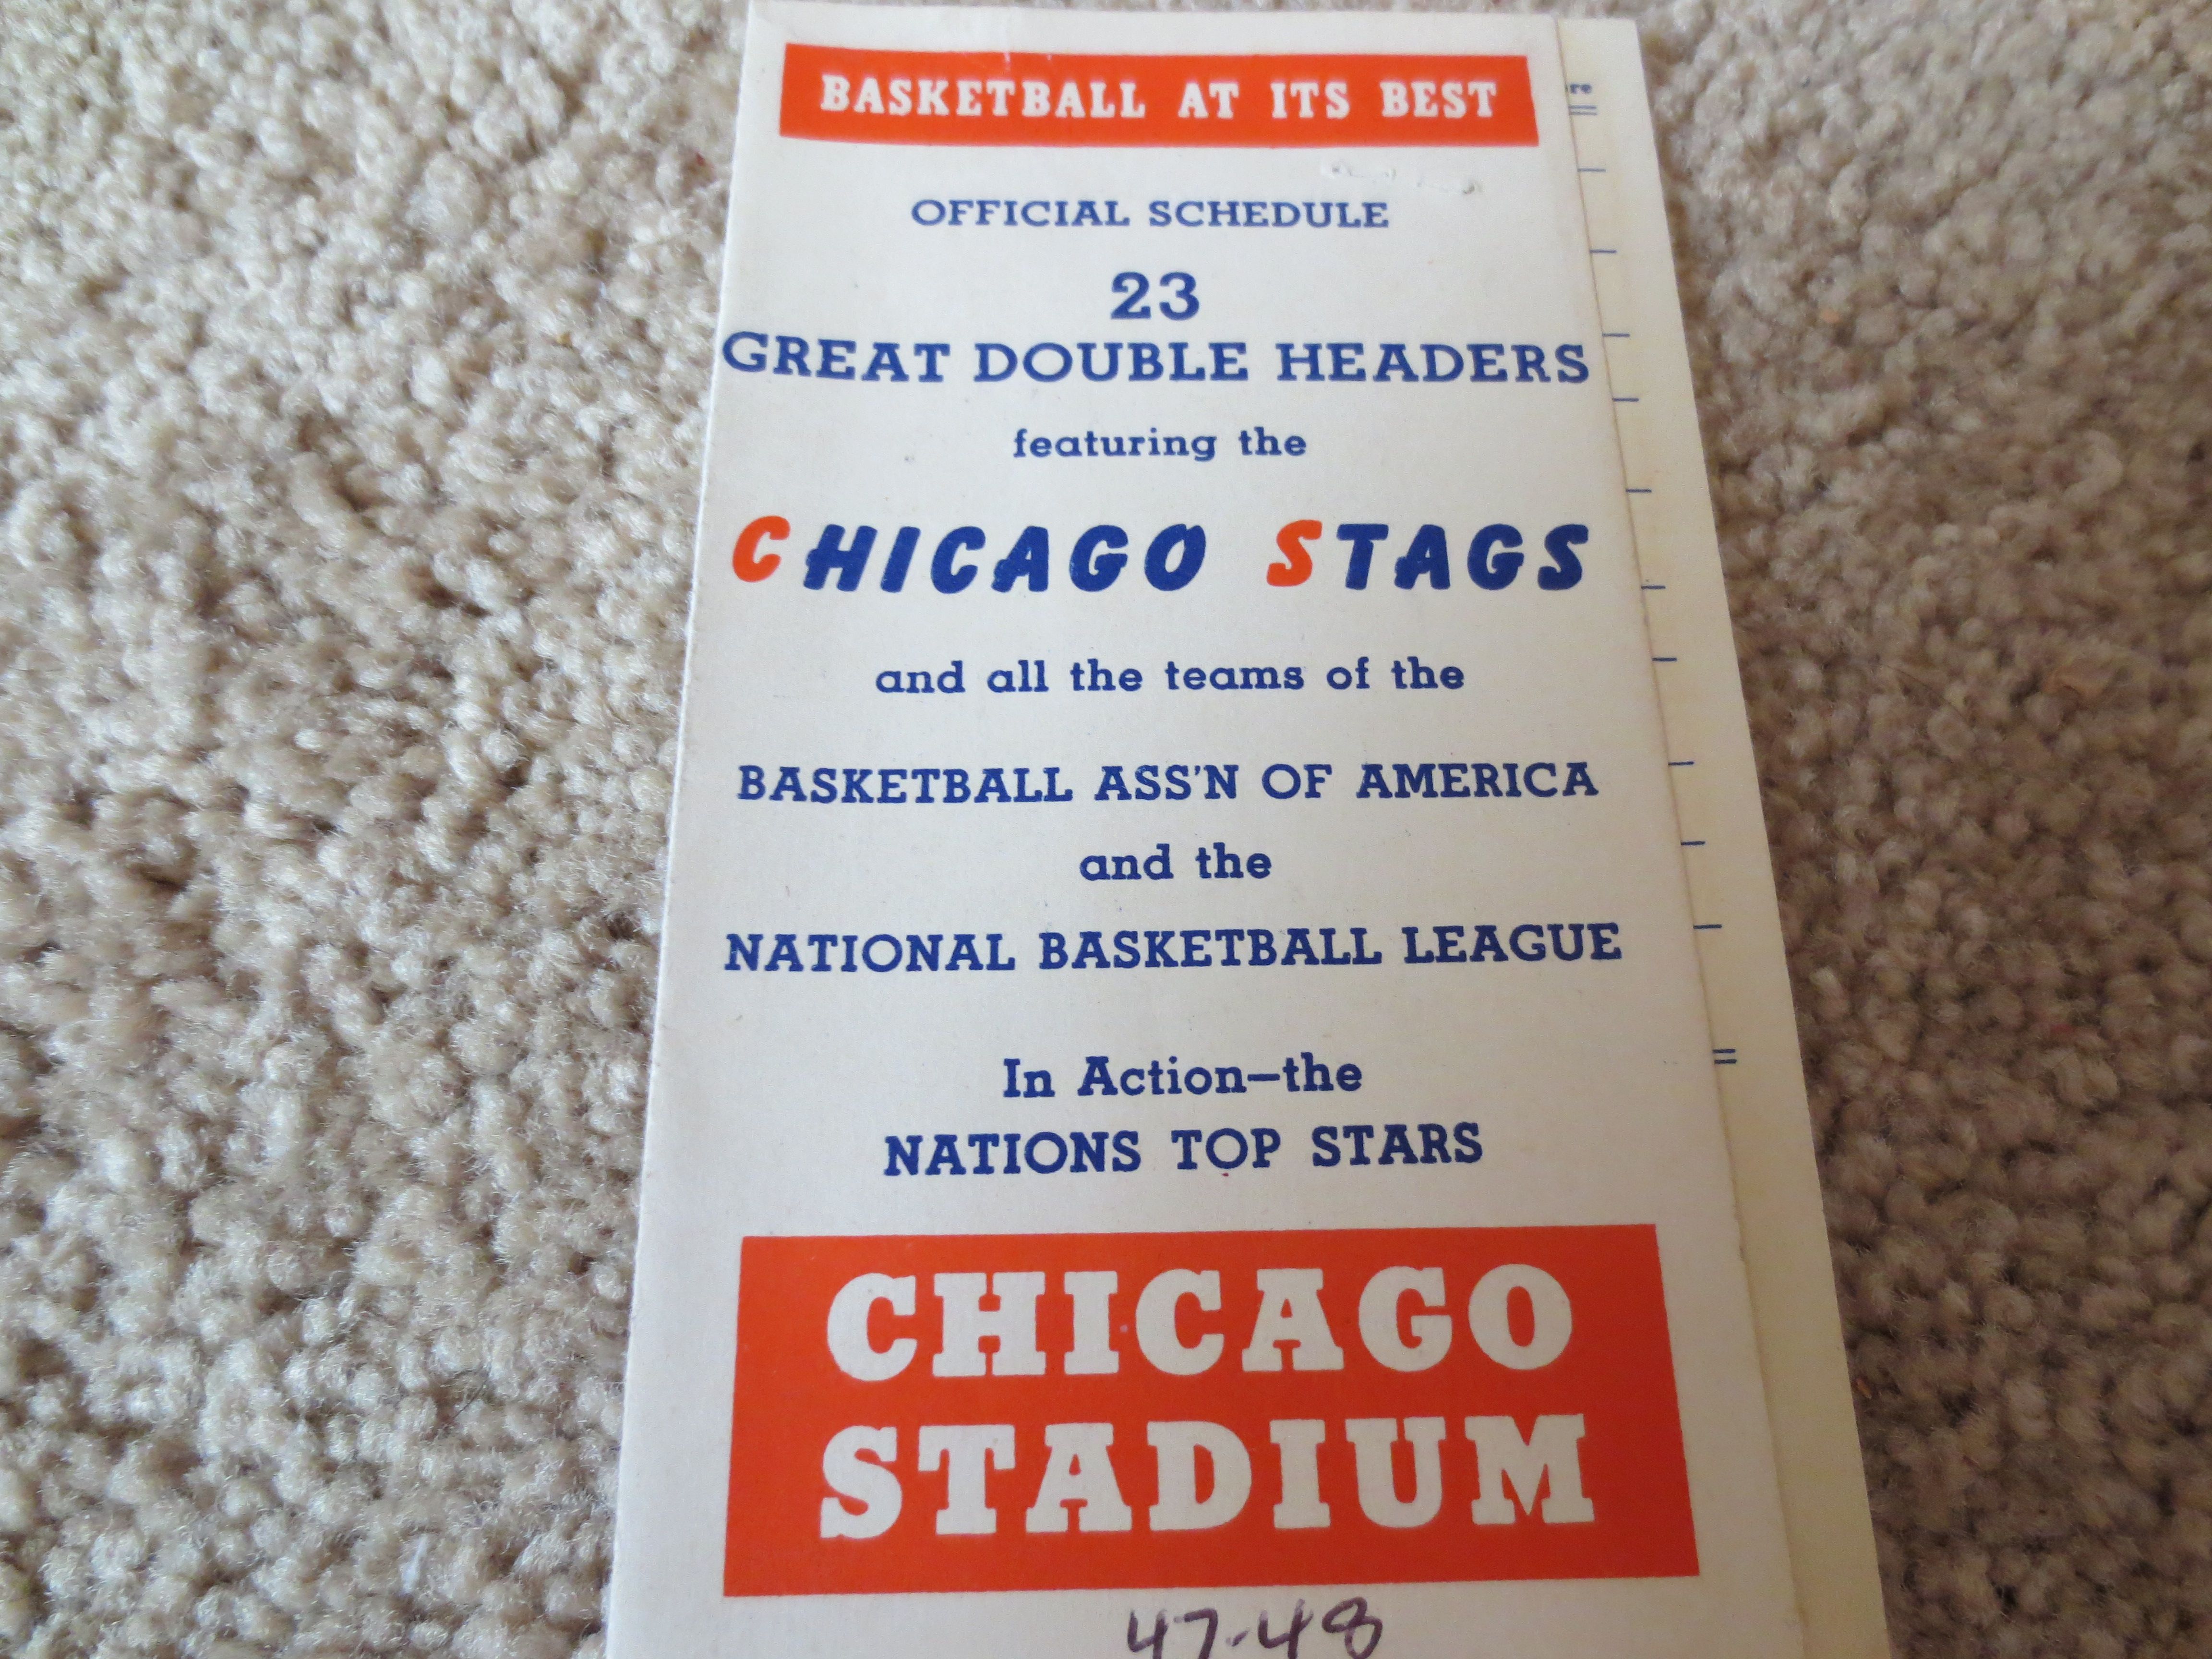 BASKETBALL AT ITS BEST
re
OFFICIAL SCHEDULE
23
GREAT DOUBLE HEADERS
featuring the
CHICAGO STAGS
and all the teams of the
BASKETBALL ASS'N OF AMERICA
and the
NATIONAL BASKETBALL LEAGUE
In Action—the
NATIONS TOP STARS
CHICAGO
STADIUM
47-48